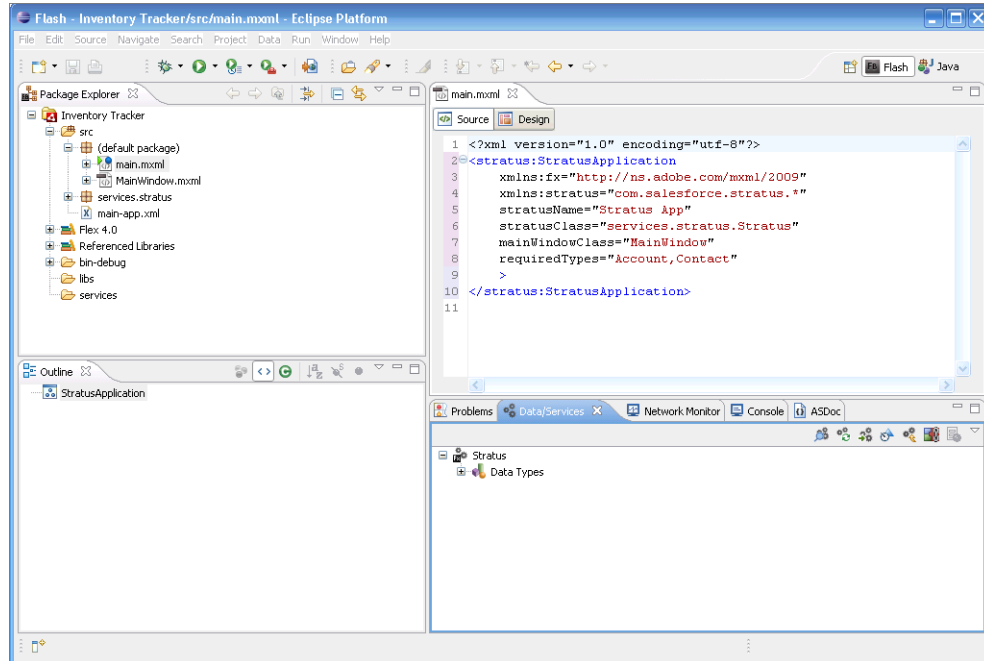 Flash - Inventory Tracker/src/main.mxml - Eclipse Platform
File Edit Source Navigate Search Project Data Run Window Help
Flash Java
Package Explorer
Inventory Tracker
src
(default package)
main.mxml
MainWindow.mxml
services.stratus
main-app.xml
Flex 4.0
Referenced Libraries
bin-debug
libs
services
main.mxml
Source Design
1 <?xml version="1.0" encoding="utf-8"?>
2 <stratus:StratusApplication
3 xmlns:fx="http://ns.adobe.com/mxml/2009"
4 xmlns:stratus="com.salesforce.stratus.*"
5 stratusName="Stratus App"
6 stratusClass="services.stratus.Stratus"
7 mainWindowClass="MainWindow"
8 requiredTypes="Account,Contact"
9 >
10 </stratus:StratusApplication>
11
Outline
StratusApplication
Problems Data/Services Network Monitor Console ASDoc
Stratus
Data Types